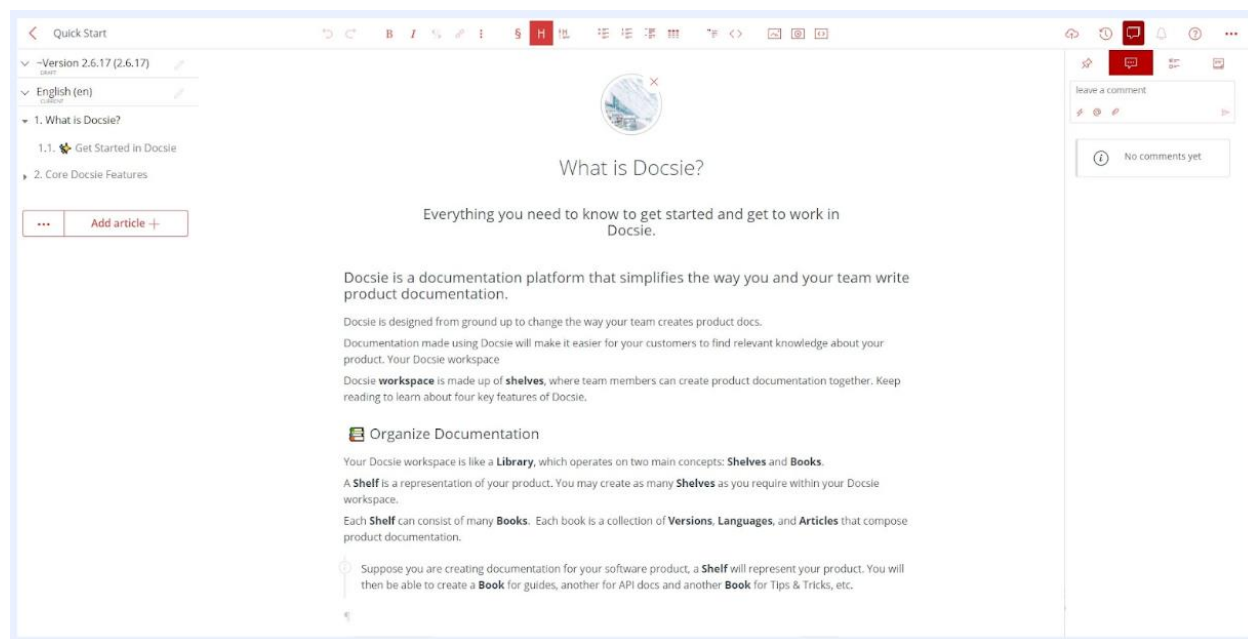 Quick Start
B I § H
~Version 2.6.17 (2.6.17)
DRAFT
English (en)
CURRENT
1. What is Docsie?
1.1. Get Started in Docsie
2. Core Docsie Features
Add article +
What is Docsie?
Everything you need to know to get started and get to work in
Docsie.
Docsie is a documentation platform that simplifies the way you and your team write
product documentation.
Docsie is designed from ground up to change the way your team creates product docs.
Documentation made using Docsie will make it easier for your customers to find relevant knowledge about your
product. Your Docsie workspace
Docsie workspace is made up of shelves, where team members can create product documentation together. Keep
reading to learn about four key features of Docsie.
Organize Documentation
Your Docsie workspace is like a Library, which operates on two main concepts: Shelves and Books.
A Shelf is a representation of your product. You may create as many Shelves as you require within your Docsie
workspace.
Each Shelf can consist of many Books. Each book is a collection of Versions, Languages, and Articles that compose
product documentation.
Suppose you are creating documentation for your software product, a Shelf will represent your product. You will
then be able to create a Book for guides, another for API docs and another Book for Tips & Tricks, etc.
¶
leave a comment
No comments yet